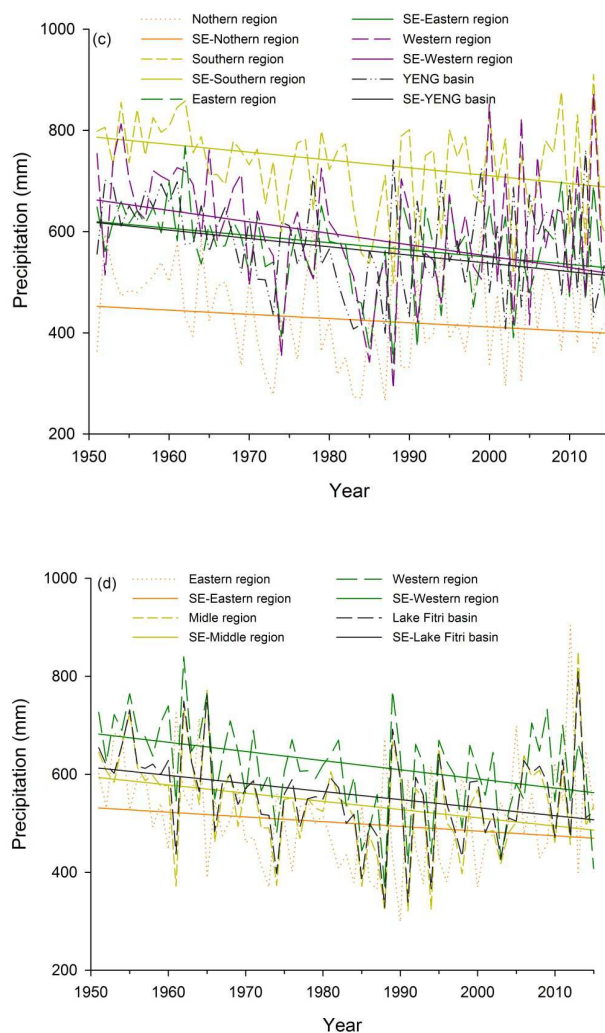 (c)
Nothern region
SE-Nothern region
Southern region
SE-Southern region
Eastern region
SE-Eastern region
Western region
SE-Western region
YENG basin
SE-YENG basin
1000
800
600
400
200
Precipitation (mm)
1950 1960 1970 1980 1990 2000 2010
Year
(d)
Eastern region
SE-Eastern region
Midle region
SE-Middle region
Western region
SE-Western region
Lake Fitri basin
SE-Lake Fitri basin
1000
800
600
400
200
Precipitation (mm)
1950 1960 1970 1980 1990 2000 2010
Year